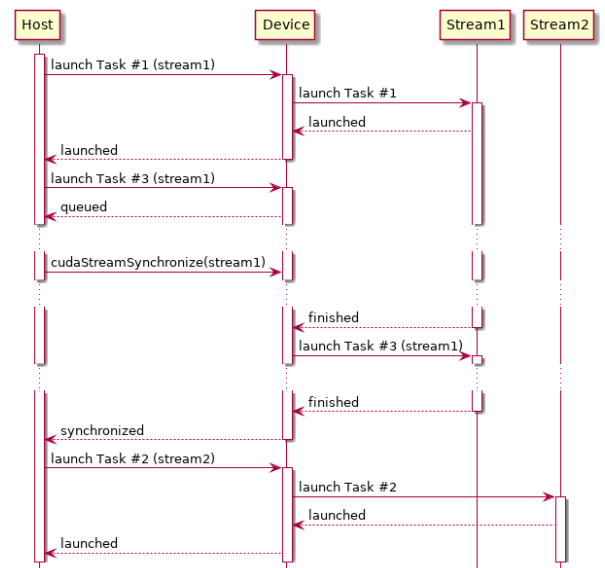 Host
Device
Stream1
Stream2
launch Task #1 (stream1)
launch Task #1
launched
launched
launch Task #3 (stream1)
queued
cudaStreamSynchronize(stream1)
finished
launch Task #3 (stream1)
finished
synchronized
launch Task #2 (stream2)
launch Task #2
launched
launched